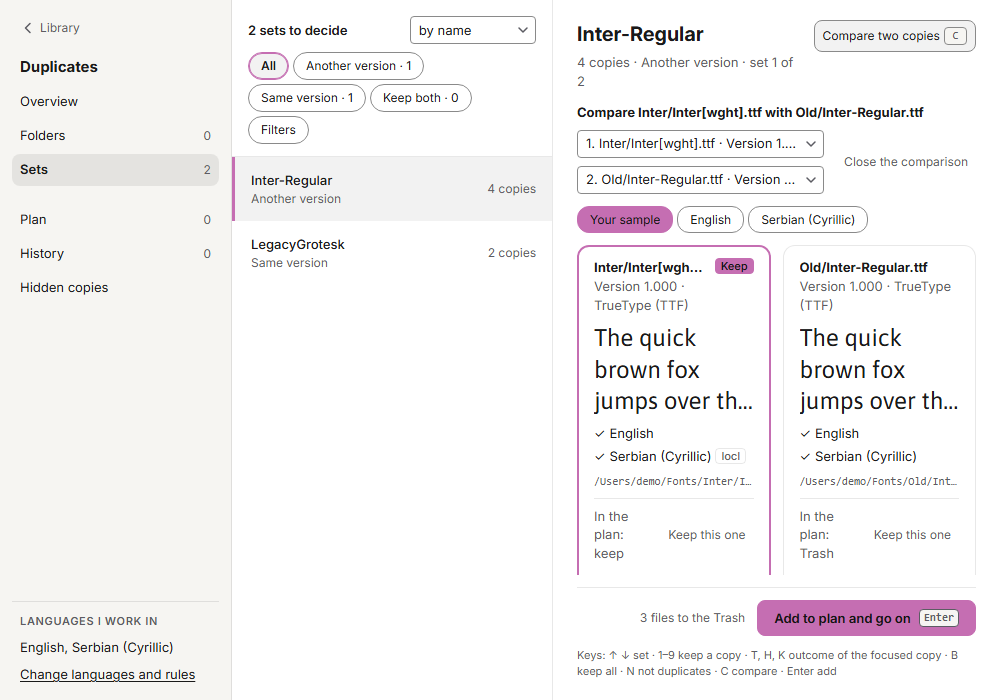 Library
Duplicates
Overview
Folders 0
Sets 2
Plan 0
History 0
Hidden copies
LANGUAGES I WORK IN
English, Serbian (Cyrillic)
Change languages and rules
2 sets to decide
by name
All
Another version · 1
Same version · 1
Keep both · 0
Filters
Inter-Regular
Another version
4 copies
LegacyGrotesk
Same version
2 copies
Inter-Regular
4 copies · Another version · set 1 of
2
Compare two copies C
Compare Inter/Inter[wght].ttf with Old/Inter-Regular.ttf
1. Inter/Inter[wght].ttf · Version 1....
2. Old/Inter-Regular.ttf · Version ...
Close the comparison
Your sample
English
Serbian (Cyrillic)
Inter/Inter[wgh... Keep
Version 1.000 ·
TrueType (TTF)
The quick
brown fox
jumps over th...
✓ English
✓ Serbian (Cyrillic) locl
/Users/demo/Fonts/Inter/I…
In the
plan:
keep
Keep this one
Old/Inter-Regular.ttf
Version 1.000 · TrueType
(TTF)
The quick
brown fox
jumps over th...
✓ English
✓ Serbian (Cyrillic)
/Users/demo/Fonts/Old/Int…
In the
plan:
Trash
Keep this one
3 files to the Trash
Add to plan and go on Enter
Keys: ↑ ↓ set · 1–9 keep a copy · T, H, K outcome of the focused copy · B
keep all · N not duplicates · C compare · Enter add